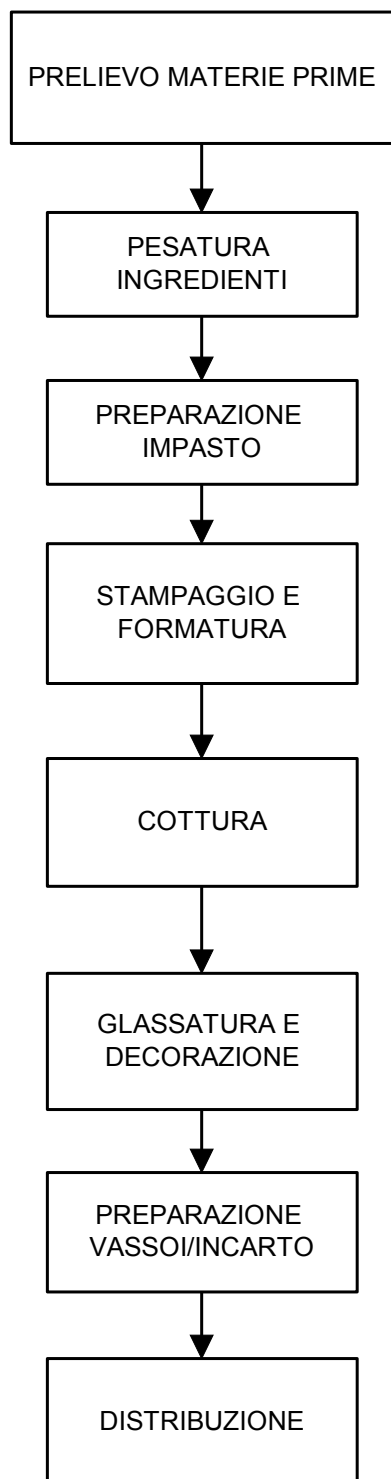 PRELIEVO MATERIE PRIME
PESATURA
INGREDIENTI
PREPARAZIONE
IMPASTO
STAMPAGGIO E
FORMATURA
COTTURA
GLASSATURA E
DECORAZIONE
PREPARAZIONE
VASSOI/INCARTO
DISTRIBUZIONE